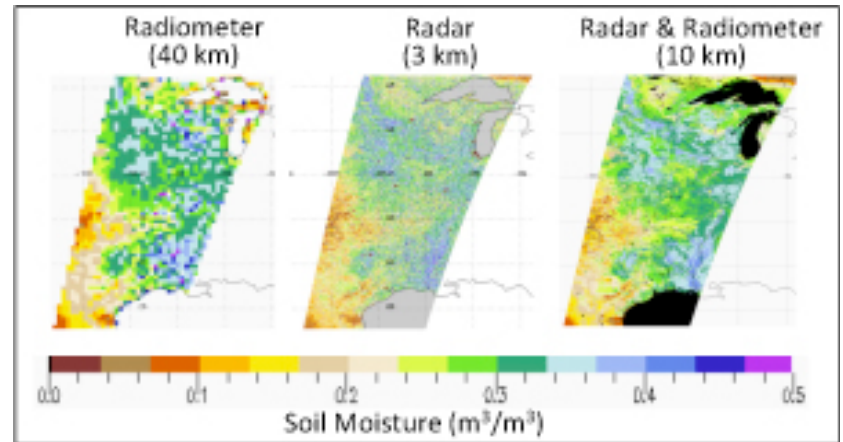 Radiometer
(40 km)
Radar
(3 km)
Radar & Radiometer
(10 km)
0.0 0.1 0.2 0.3 0.4 0.5
Soil Moisture (m³/m³)